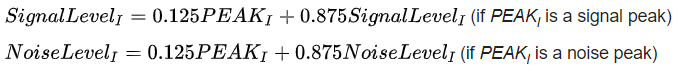 SignalLevel_I = 0.125PEAK_I + 0.875SignalLevel_I (if PEAK_I is a signal peak)
NoiseLevel_I = 0.125PEAK_I + 0.875NoiseLevel_I (if PEAK_I is a noise peak)